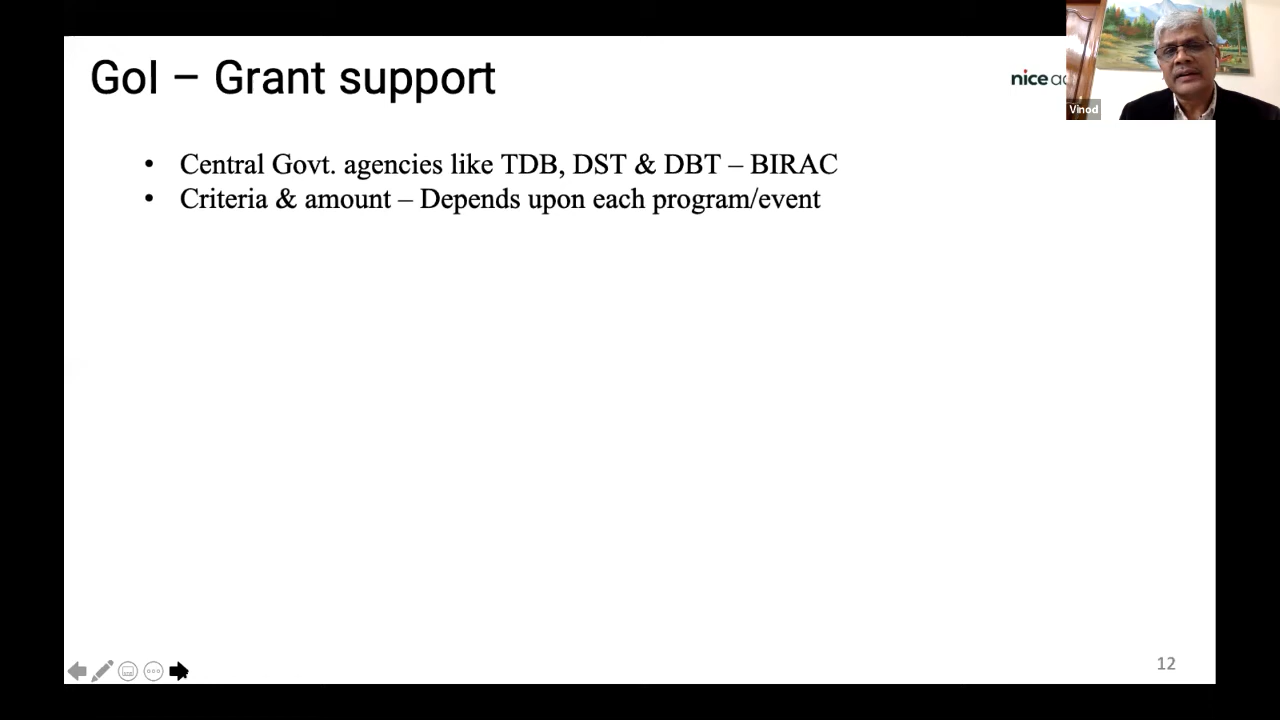 GoI – Grant support
nice
Vinod
• Central Govt. agencies like TDB, DST & DBT – BIRAC
• Criteria & amount – Depends upon each program/event
12